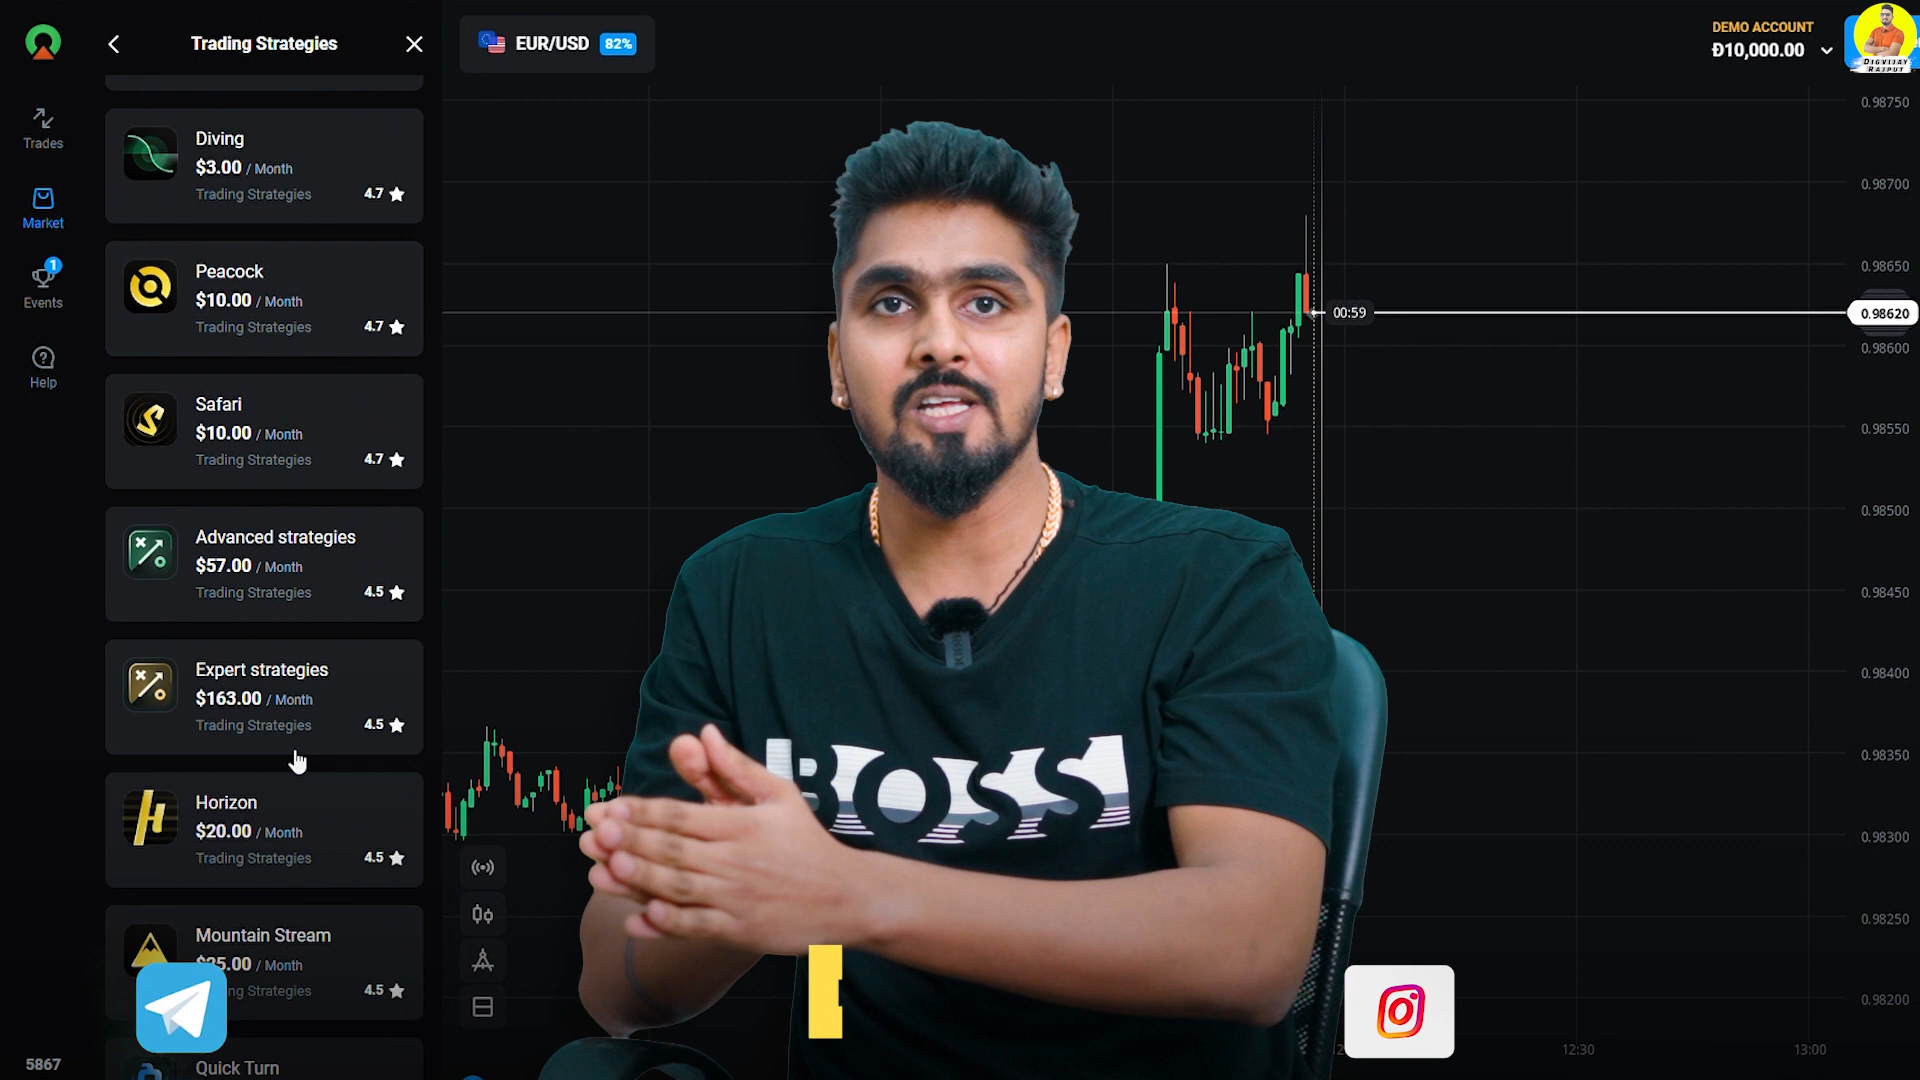 Trading Strategies
EUR/USD 82%
DEMO ACCOUNT
Đ10,000.00
DIGVIJAY
RAJPUT
Trades
Market
1
Events
Help
5867
Diving
$3.00 / Month
Trading Strategies 4.7
Peacock
$10.00 / Month
Trading Strategies 4.7
Safari
$10.00 / Month
Trading Strategies 4.7
Advanced strategies
$57.00 / Month
Trading Strategies 4.5
Expert strategies
$163.00 / Month
Trading Strategies 4.5
Horizon
$20.00 / Month
Trading Strategies 4.5
Mountain Stream
/ Month
Strategies 4.5
Quick Turn
BOSS
00:59
0.98750
0.98700
0.98650
0.98620
0.98600
0.98550
0.98500
0.98450
0.98400
0.98350
0.98300
0.98250
0.98200
12:30
13:00